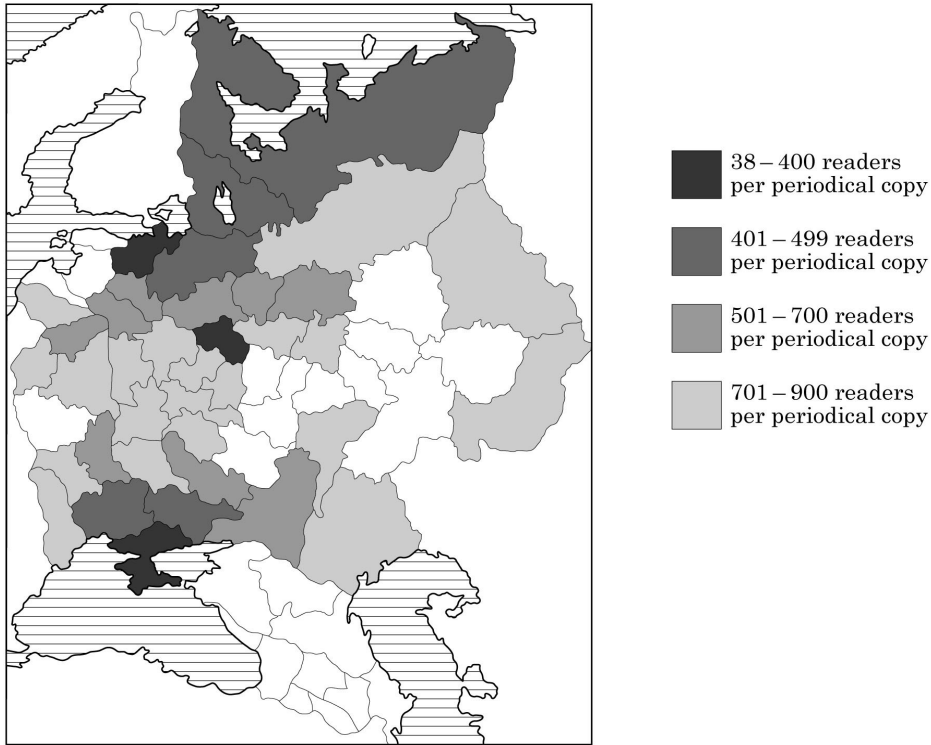 38 – 400 readers
per periodical copy
401 – 499 readers
per periodical copy
501 – 700 readers
per periodical copy
701 – 900 readers
per periodical copy